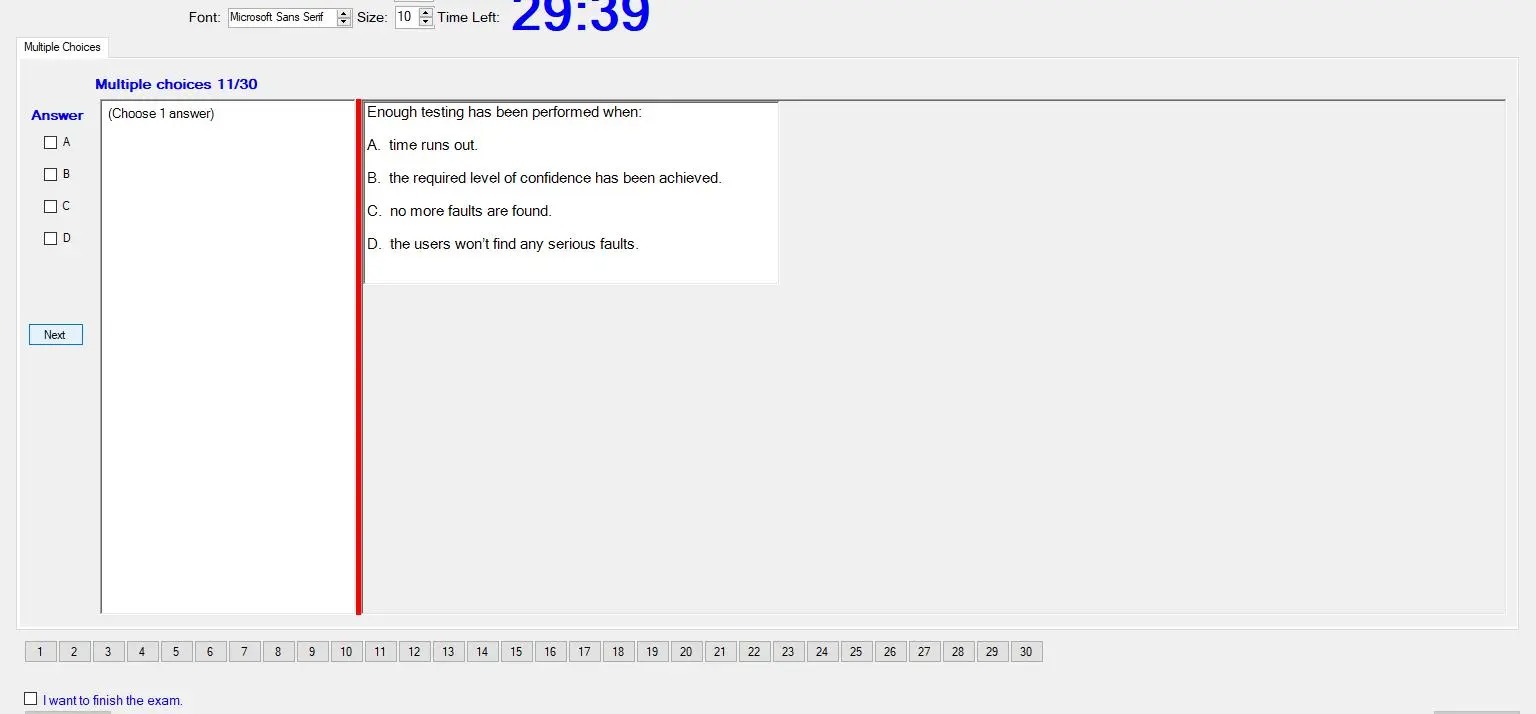 Font: Microsoft Sans Serif Size: 10 Time Left: 29:39
Multiple Choices
Multiple choices 11/30
Answer
A
B
C
D
Next
(Choose 1 answer)
Enough testing has been performed when:
A. time runs out.
B. the required level of confidence has been achieved.
C. no more faults are found.
D. the users won't find any serious faults.
1 2 3 4 5 6 7 8 9 10 11 12 13 14 15 16 17 18 19 20 21 22 23 24 25 26 27 28 29 30
I want to finish the exam.